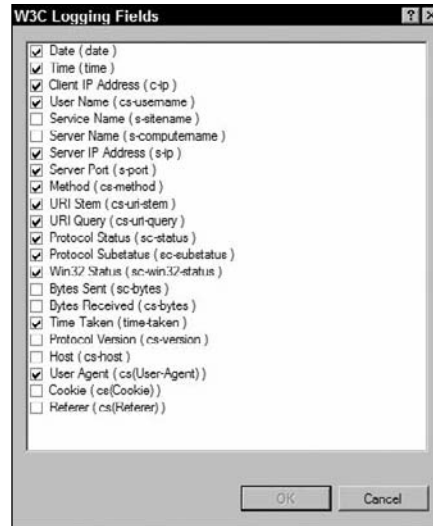 W3C Logging Fields
Date ( date )
Time ( time )
Client IP Address ( c-ip )
User Name ( cs-username )
Service Name ( s-sitename )
Server Name ( s-computername )
Server IP Address ( s-ip )
Server Port ( s-port )
Method ( cs-method )
URI Stem ( cs-uri-stem )
URI Query ( cs-uri-query )
Protocol Status ( sc-status )
Protocol Substatus ( sc-substatus )
Win32 Status ( sc-win32-status )
Bytes Sent ( sc-bytes )
Bytes Received ( cs-bytes )
Time Taken ( time-taken )
Protocol Version ( cs-version )
Host ( cs-host )
User Agent ( cs(User-Agent) )
Cookie ( cs(Cookie) )
Referer ( cs(Referer) )
OK Cancel